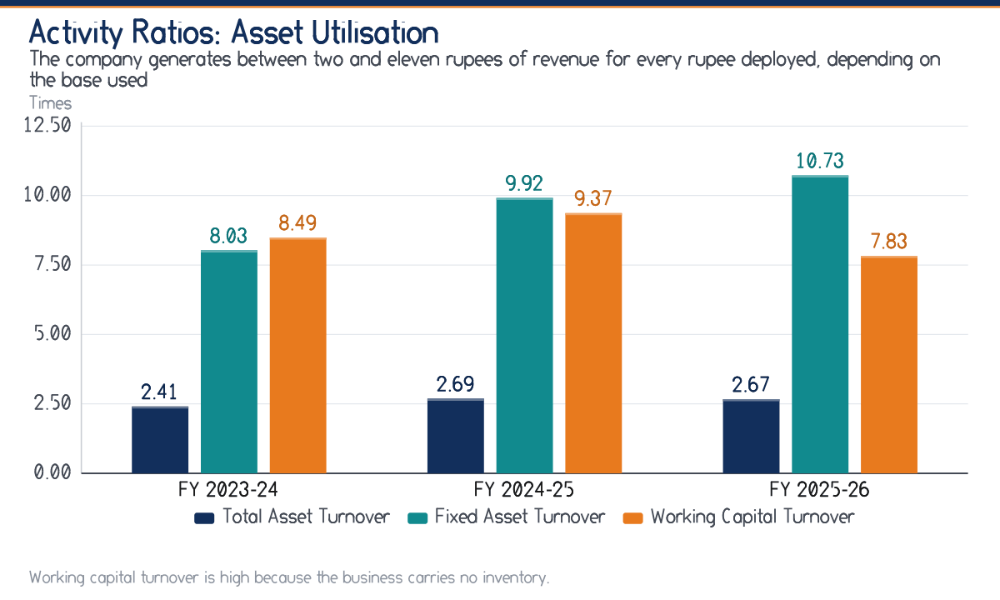 Activity Ratios: Asset Utilisation
The company generates between two and eleven rupees of revenue for every rupee deployed, depending on
the base used
Times
12.50
10.00
7.50
5.00
2.50
0.00
2.41
8.03
8.49
2.69
9.92
9.37
2.67
10.73
7.83
FY 2023-24
FY 2024-25
FY 2025-26
Total Asset Turnover
Fixed Asset Turnover
Working Capital Turnover
Working capital turnover is high because the business carries no inventory.